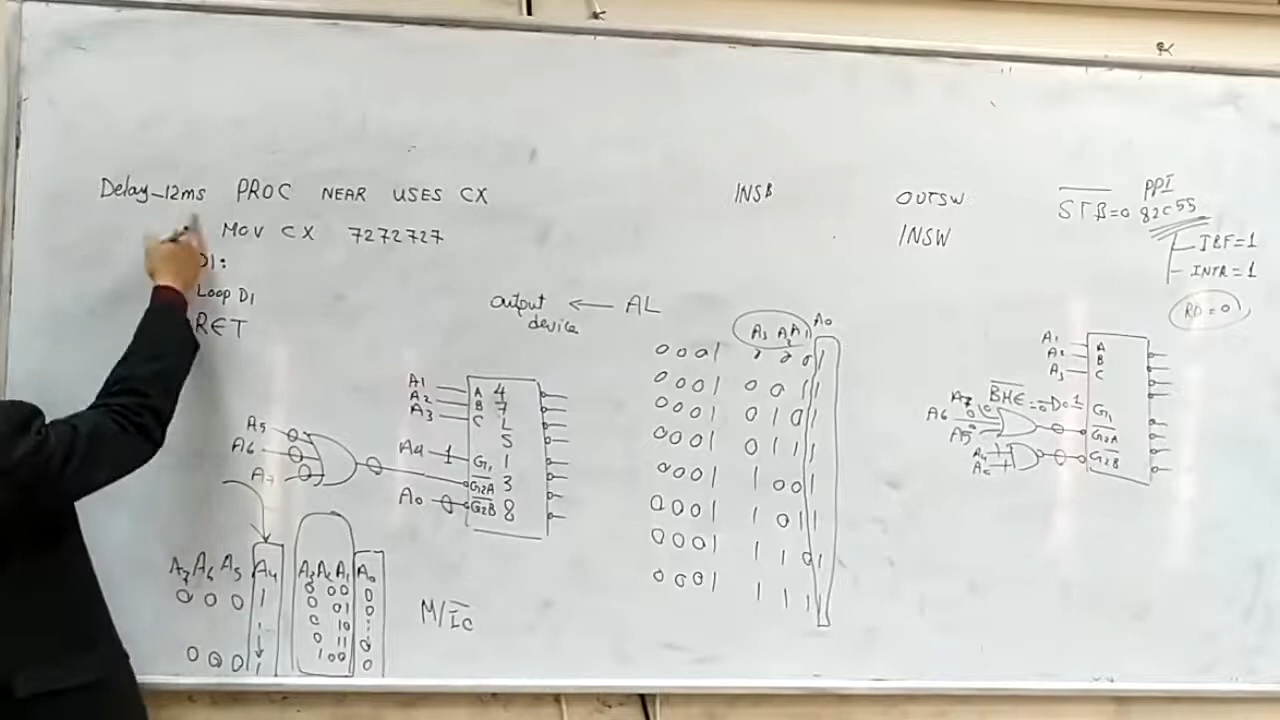 Delay_12ms PROC NEAR USES CX
MOV CX 7272727
D1:
Loop D1
RET
INSB
OUTSW
INSW
PPI
STB=0 82C55
IBF=1
INTR=1
RD=0
output device ← AL
A5
A6
A7
A1
A2
A3
A4 1
A0
A 4
B 7
C L
S
G1 1
G2A 3
G2B 8
A7 A6 A5 A4 A3 A2 A1 A0
0 0 0 1 0 0 0 0
0 1 0
1 0
0 1 1
0 0 0 1 1 0 0 0
M/IO
A3 A2 A1 A0
0 0 0 1 0 0 0 1
0 0 0 1 0 0 1 1
0 0 0 1 0 1 0 1
0 0 0 1 0 1 1 1
0 0 0 1 1 0 0 1
0 0 0 1 1 0 1 1
0 0 0 1 1 1 0 1
0 0 0 1 1 1 1 1
A1
A2
A3
A
B
C
BHE=0
A7
A6
A5
G1
G2A
G2B